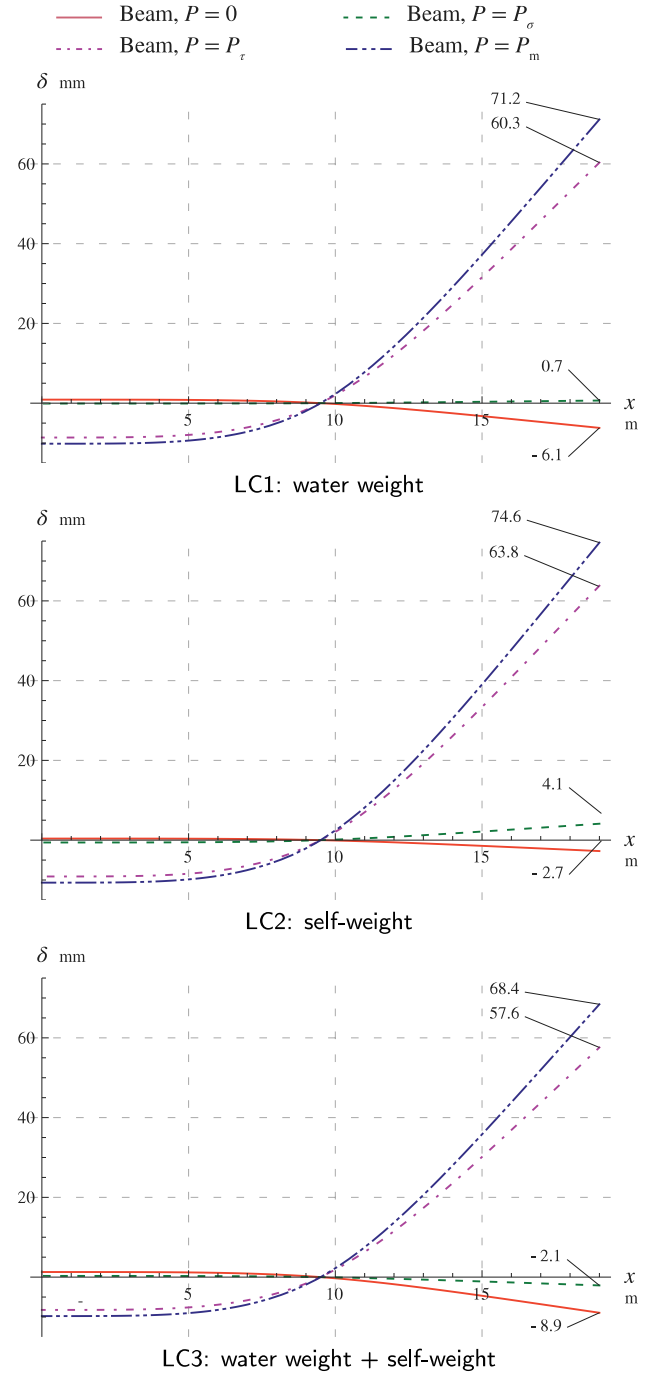 Beam, P = 0 Beam, P = Pσ
Beam, P = Pτ Beam, P = Pm
δ mm
71.2
60.3
60
40
20
0.7
5 10 15 x
m
- 6.1
LC1: water weight
δ mm
74.6
63.8
60
40
20
4.1
5 10 15 x
m
- 2.7
LC2: self-weight
δ mm
68.4
57.6
60
40
20
- 2.1
5 10 15 x
m
- 8.9
LC3: water weight + self-weight